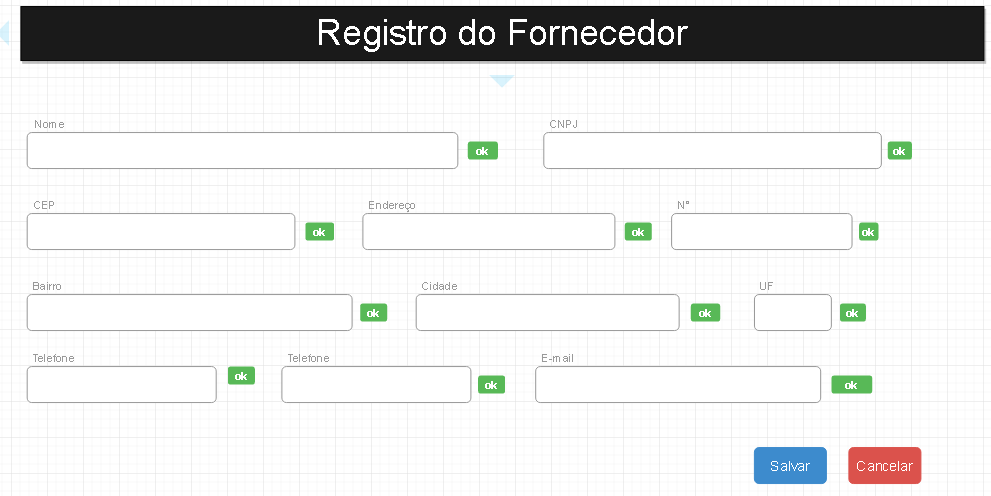 Registro do Fornecedor
Nome
CNPJ
ok
ok
CEP
Endereço
N°
ok
ok
ok
Bairro
Cidade
UF
ok
ok
ok
Telefone
Telefone
E-mail
ok
ok
ok
Salvar
Cancelar